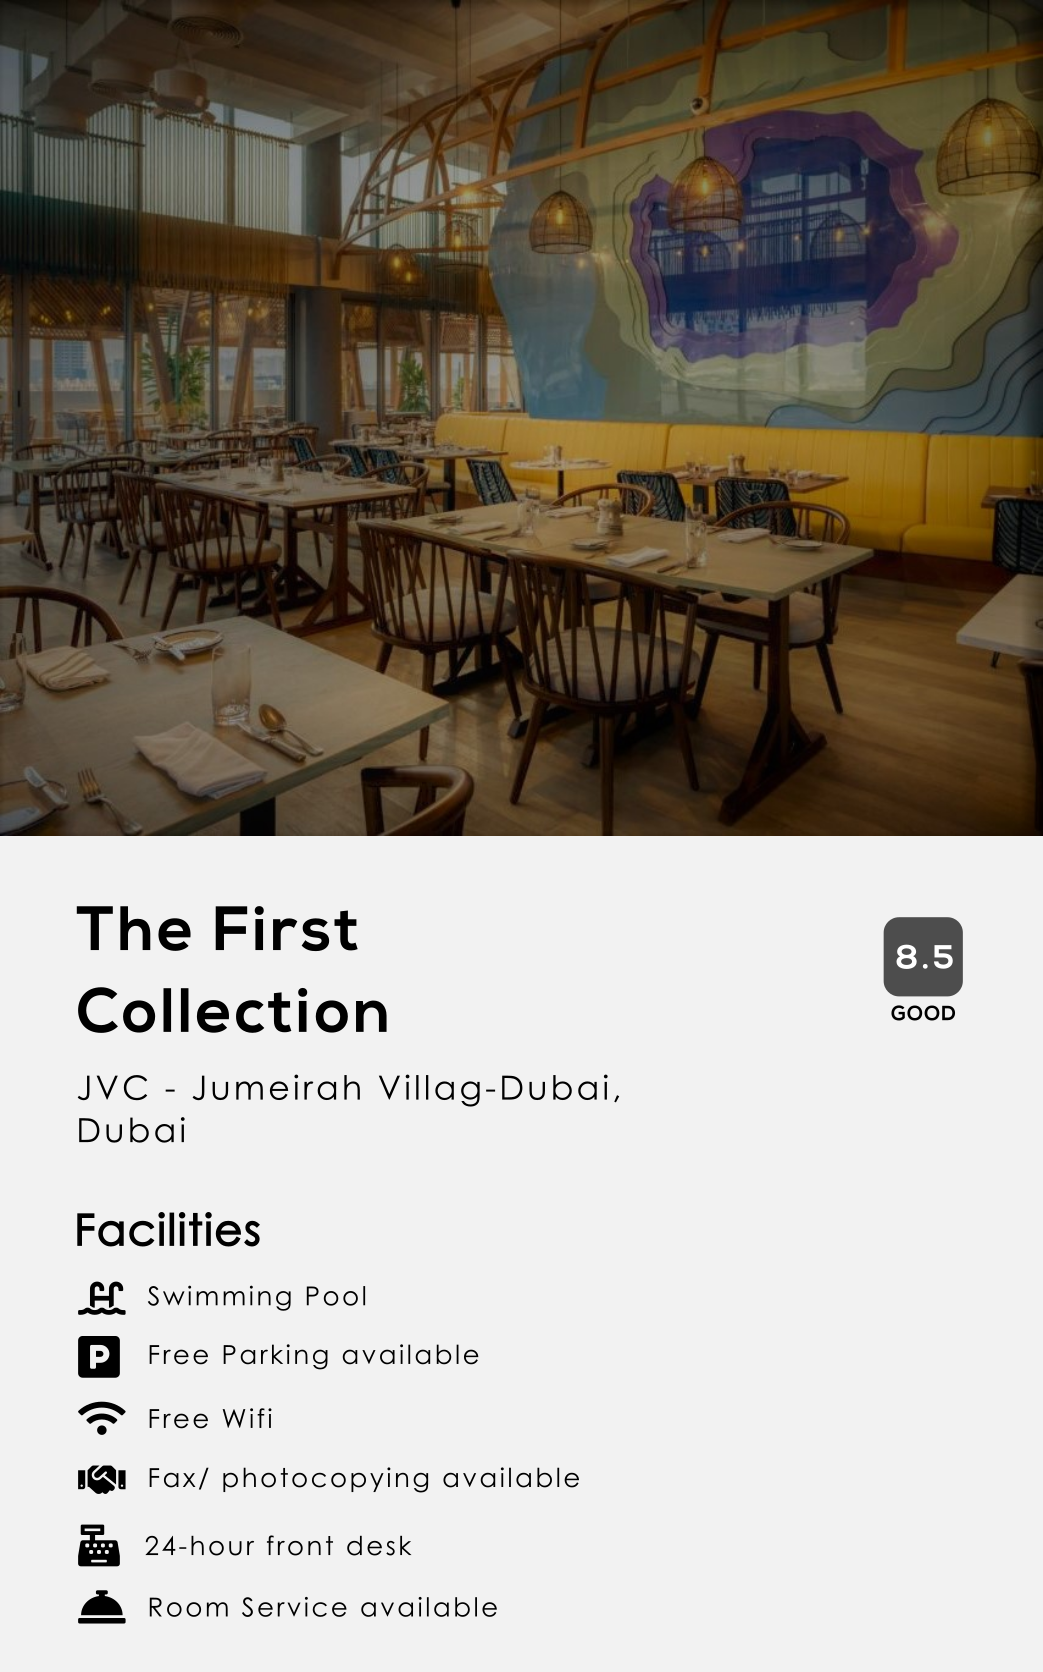 The First
Collection
8.5
GOOD
JVC - Jumeirah Villag-Dubai,
Dubai
Facilities
Swimming Pool
P
Free Parking available
Free Wifi
Fax/ photocopying available
24-hour front desk
Room Service available